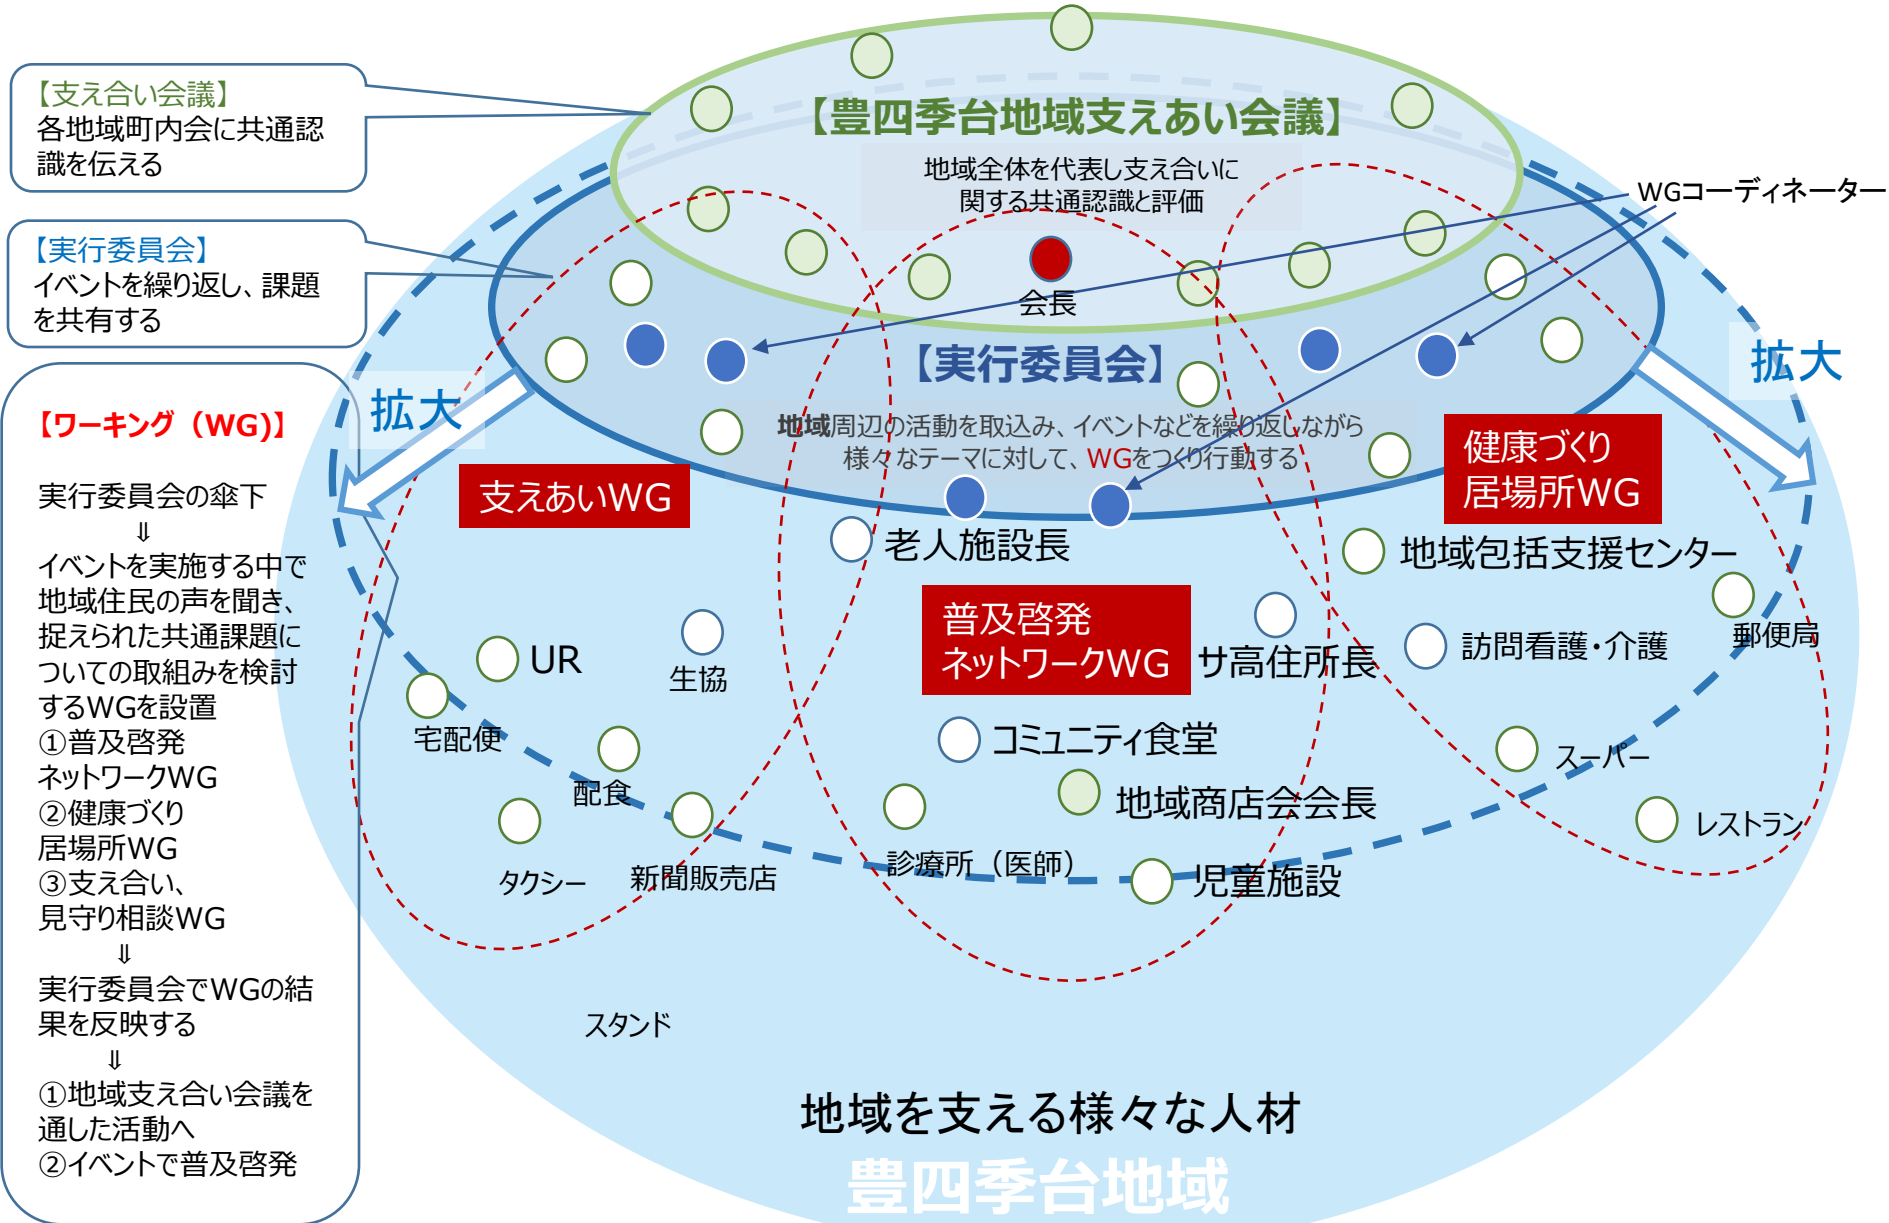 【支え合い会議】
各地域町内会に共通認
識を伝える
【実行委員会】
イベントを繰り返し、課題
を共有する
【ワーキング（WG)】
実行委員会の傘下
⇓
イベントを実施する中で
地域住民の声を聞き、
捉えられた共通課題に
ついての取組みを検討
するWGを設置
①普及啓発
ネットワークWG
②健康づくり
居場所WG
③支え合い、
見守り相談WG
⇓
実行委員会でWGの結
果を反映する
⇓
①地域支え合い会議を
通した活動へ
②イベントで普及啓発
【豊四季台地域支えあい会議】
地域全体を代表し支え合いに
関する共通認識と評価
会長
WGコーディネーター
【実行委員会】
地域周辺の活動を取込み、イベントなどを繰り返しながら
様々なテーマに対して、WGをつくり行動する
拡大
拡大
支えあいWG
健康づくり
居場所WG
普及啓発
ネットワークWG
老人施設長
地域包括支援センター
UR
生協
サ高住所長
訪問看護・介護
郵便局
宅配便
コミュニティ食堂
スーパー
配食
地域商店会会長
レストラン
タクシー
新聞販売店
診療所（医師）
児童施設
スタンド
地域を支える様々な人材
豊四季台地域